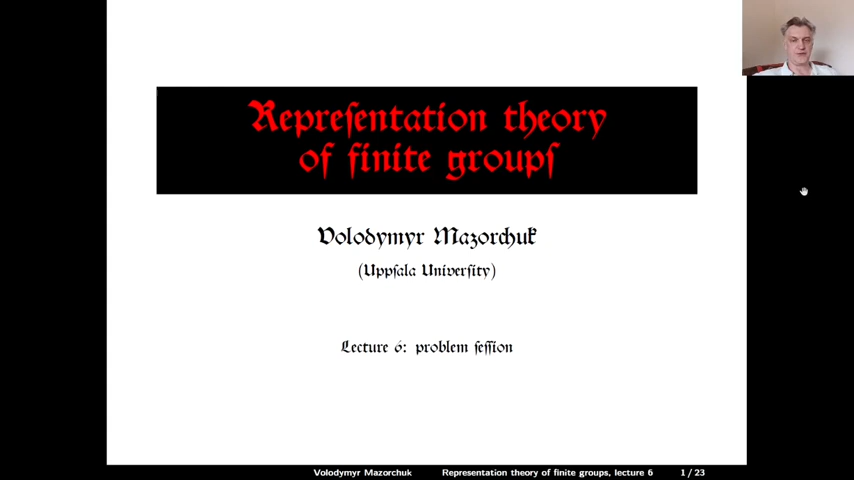 Repreſentation theory
of finite groupſ
Volodymyr Mazorchuk
(Uppſala Univerſity)
Lecture 6: problem ſeſſion
Volodymyr Mazorchuk Representation theory of finite groups, lecture 6 1 / 23